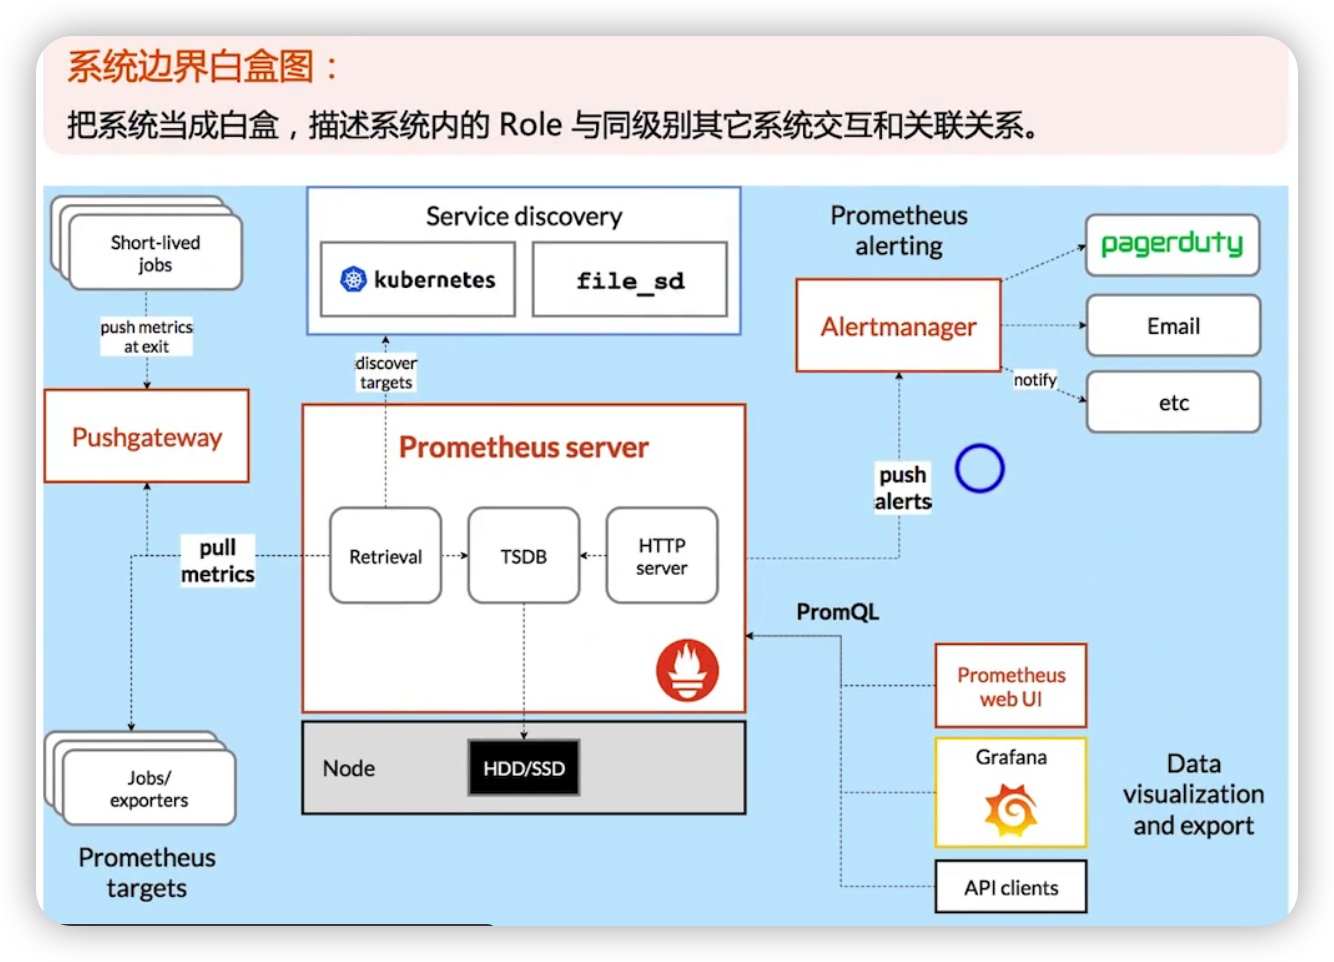 系统边界白盒图：
把系统当成白盒，描述系统内的 Role 与同级别其它系统交互和关联关系。
Short-lived
jobs
push metrics
at exit
Pushgateway
pull
metrics
Jobs/
exporters
Prometheus
targets
Service discovery
kubernetes
file_sd
discover
targets
Prometheus server
Retrieval
TSDB
HTTP
server
Node
HDD/SSD
Prometheus
alerting
Alertmanager
pagerduty
Email
etc
notify
push
alerts
PromQL
Prometheus
web UI
Grafana
API clients
Data
visualization
and export